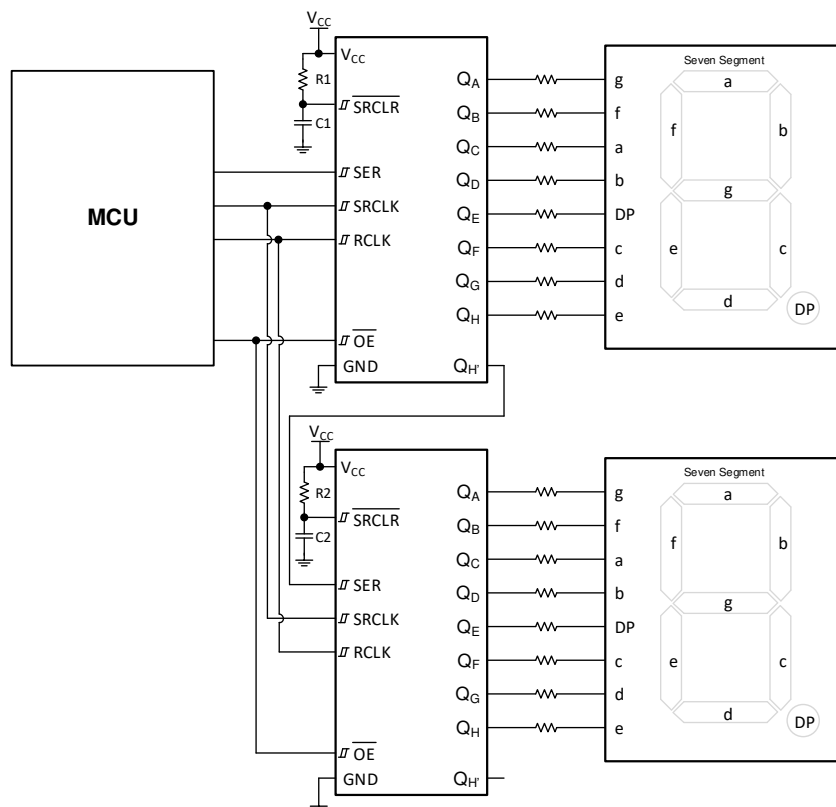 VCC
VCC
R1
SRCLR
C1
SER
SRCLK
RCLK
OE
GND
MCU
QA
QB
QC
QD
QE
QF
QG
QH
QH'
g
f
a
b
DP
c
d
e
Seven Segment
a
f
b
g
e
c
d
DP
VCC
VCC
R2
SRCLR
C2
SER
SRCLK
RCLK
OE
GND
QA
QB
QC
QD
QE
QF
QG
QH
QH'
g
f
a
b
DP
c
d
e
Seven Segment
a
f
b
g
e
c
d
DP